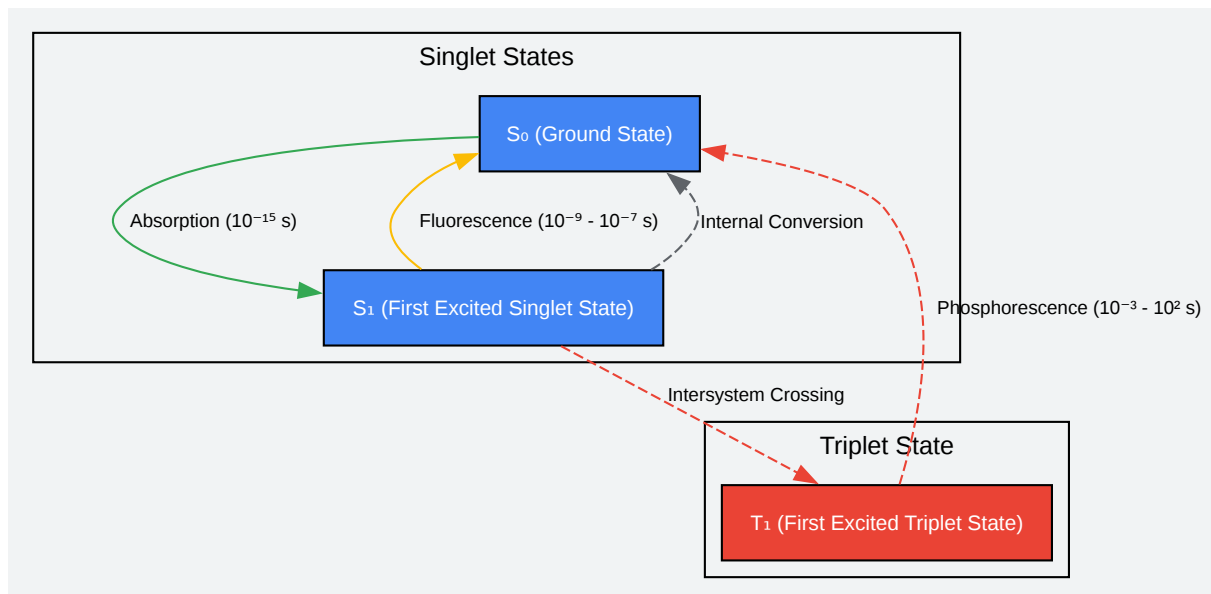 Singlet States
S₀ (Ground State)
Absorption (10⁻¹⁵ s)
Fluorescence (10⁻⁹ - 10⁻⁷ s)
Internal Conversion
S₁ (First Excited Singlet State)
Phosphorescence (10⁻³ - 10² s)
Intersystem Crossing
Triplet State
T₁ (First Excited Triplet State)